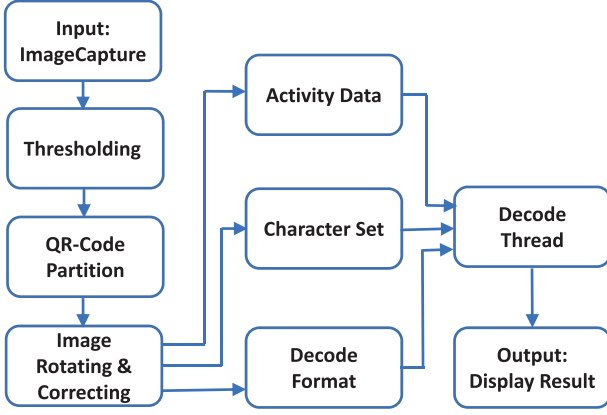 Input:
ImageCapture
Thresholding
QR-Code
Partition
Image
Rotating &
Correcting
Activity Data
Character Set
Decode
Format
Decode
Thread
Output:
Display Result